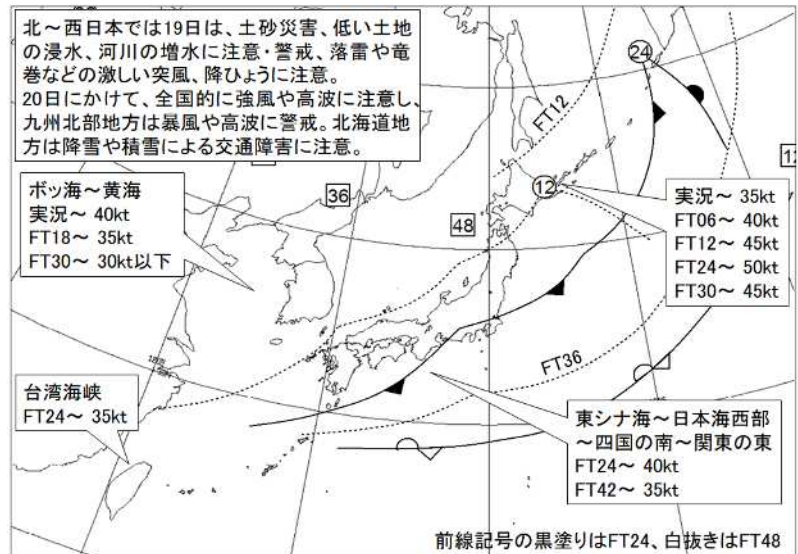 北～西日本では19日は、土砂災害、低い土地
の浸水、河川の増水に注意・警戒、落雷や竜
巻などの激しい突風、降ひょうに注意。
20日にかけて、全国的に強風や高波に注意し、
九州北部地方は暴風や高波に警戒。北海道地
方は降雪や積雪による交通障害に注意。
24
FT12
ボッ海～黄海
実況～ 40kt
FT18～ 35kt
FT30～ 30kt以下
36
48
12
実況～ 35kt
FT06～ 40kt
FT12～ 45kt
FT24～ 50kt
FT30～ 45kt
FT36
台湾海峡
FT24～ 35kt
東シナ海～日本海西部
～四国の南～関東の東
FT24～ 40kt
FT42～ 35kt
前線記号の黒塗りはFT24、白抜きはFT48